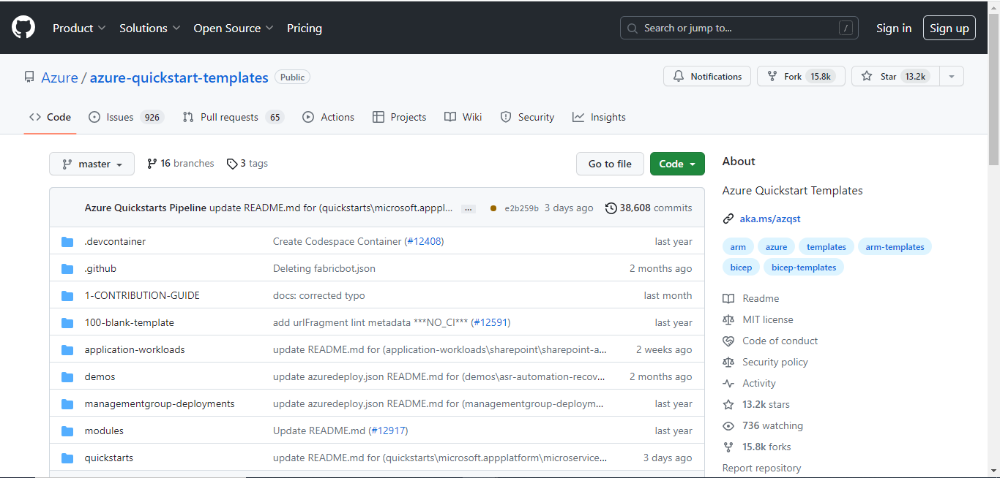 Product Solutions Open Source Pricing Search or jump to... / Sign in Sign up
Azure / azure-quickstart-templates Public Notifications Fork 15.8k Star 13.2k
Code Issues 926 Pull requests 65 Actions Projects Wiki Security Insights
master 16 branches 3 tags Go to file Code
Azure Quickstarts Pipeline update README.md for (quickstarts\microsoft.apppl... ... e2b259b 3 days ago 38,608 commits
.devcontainer Create Codespace Container (#12408) last year
.github Deleting fabricbot.json 2 months ago
1-CONTRIBUTION-GUIDE docs: corrected typo last month
100-blank-template add urlFragment lint metadata ***NO_CI*** (#12591) last year
application-workloads update README.md for (application-workloads\sharepoint\sharepoint-a... 2 weeks ago
demos update azuredeploy.json README.md for (demos\asr-automation-recov... 2 months ago
managementgroup-deployments update azuredeploy.json README.md for (managementgroup-deploym... last year
modules Update README.md (#12917) last year
quickstarts update README.md for (quickstarts\microsoft.appplatform\microservice... 3 days ago
About
Azure Quickstart Templates
aka.ms/azqst
arm azure templates arm-templates
bicep bicep-templates
Readme
MIT license
Code of conduct
Security policy
Activity
13.2k stars
736 watching
15.8k forks
Report repository